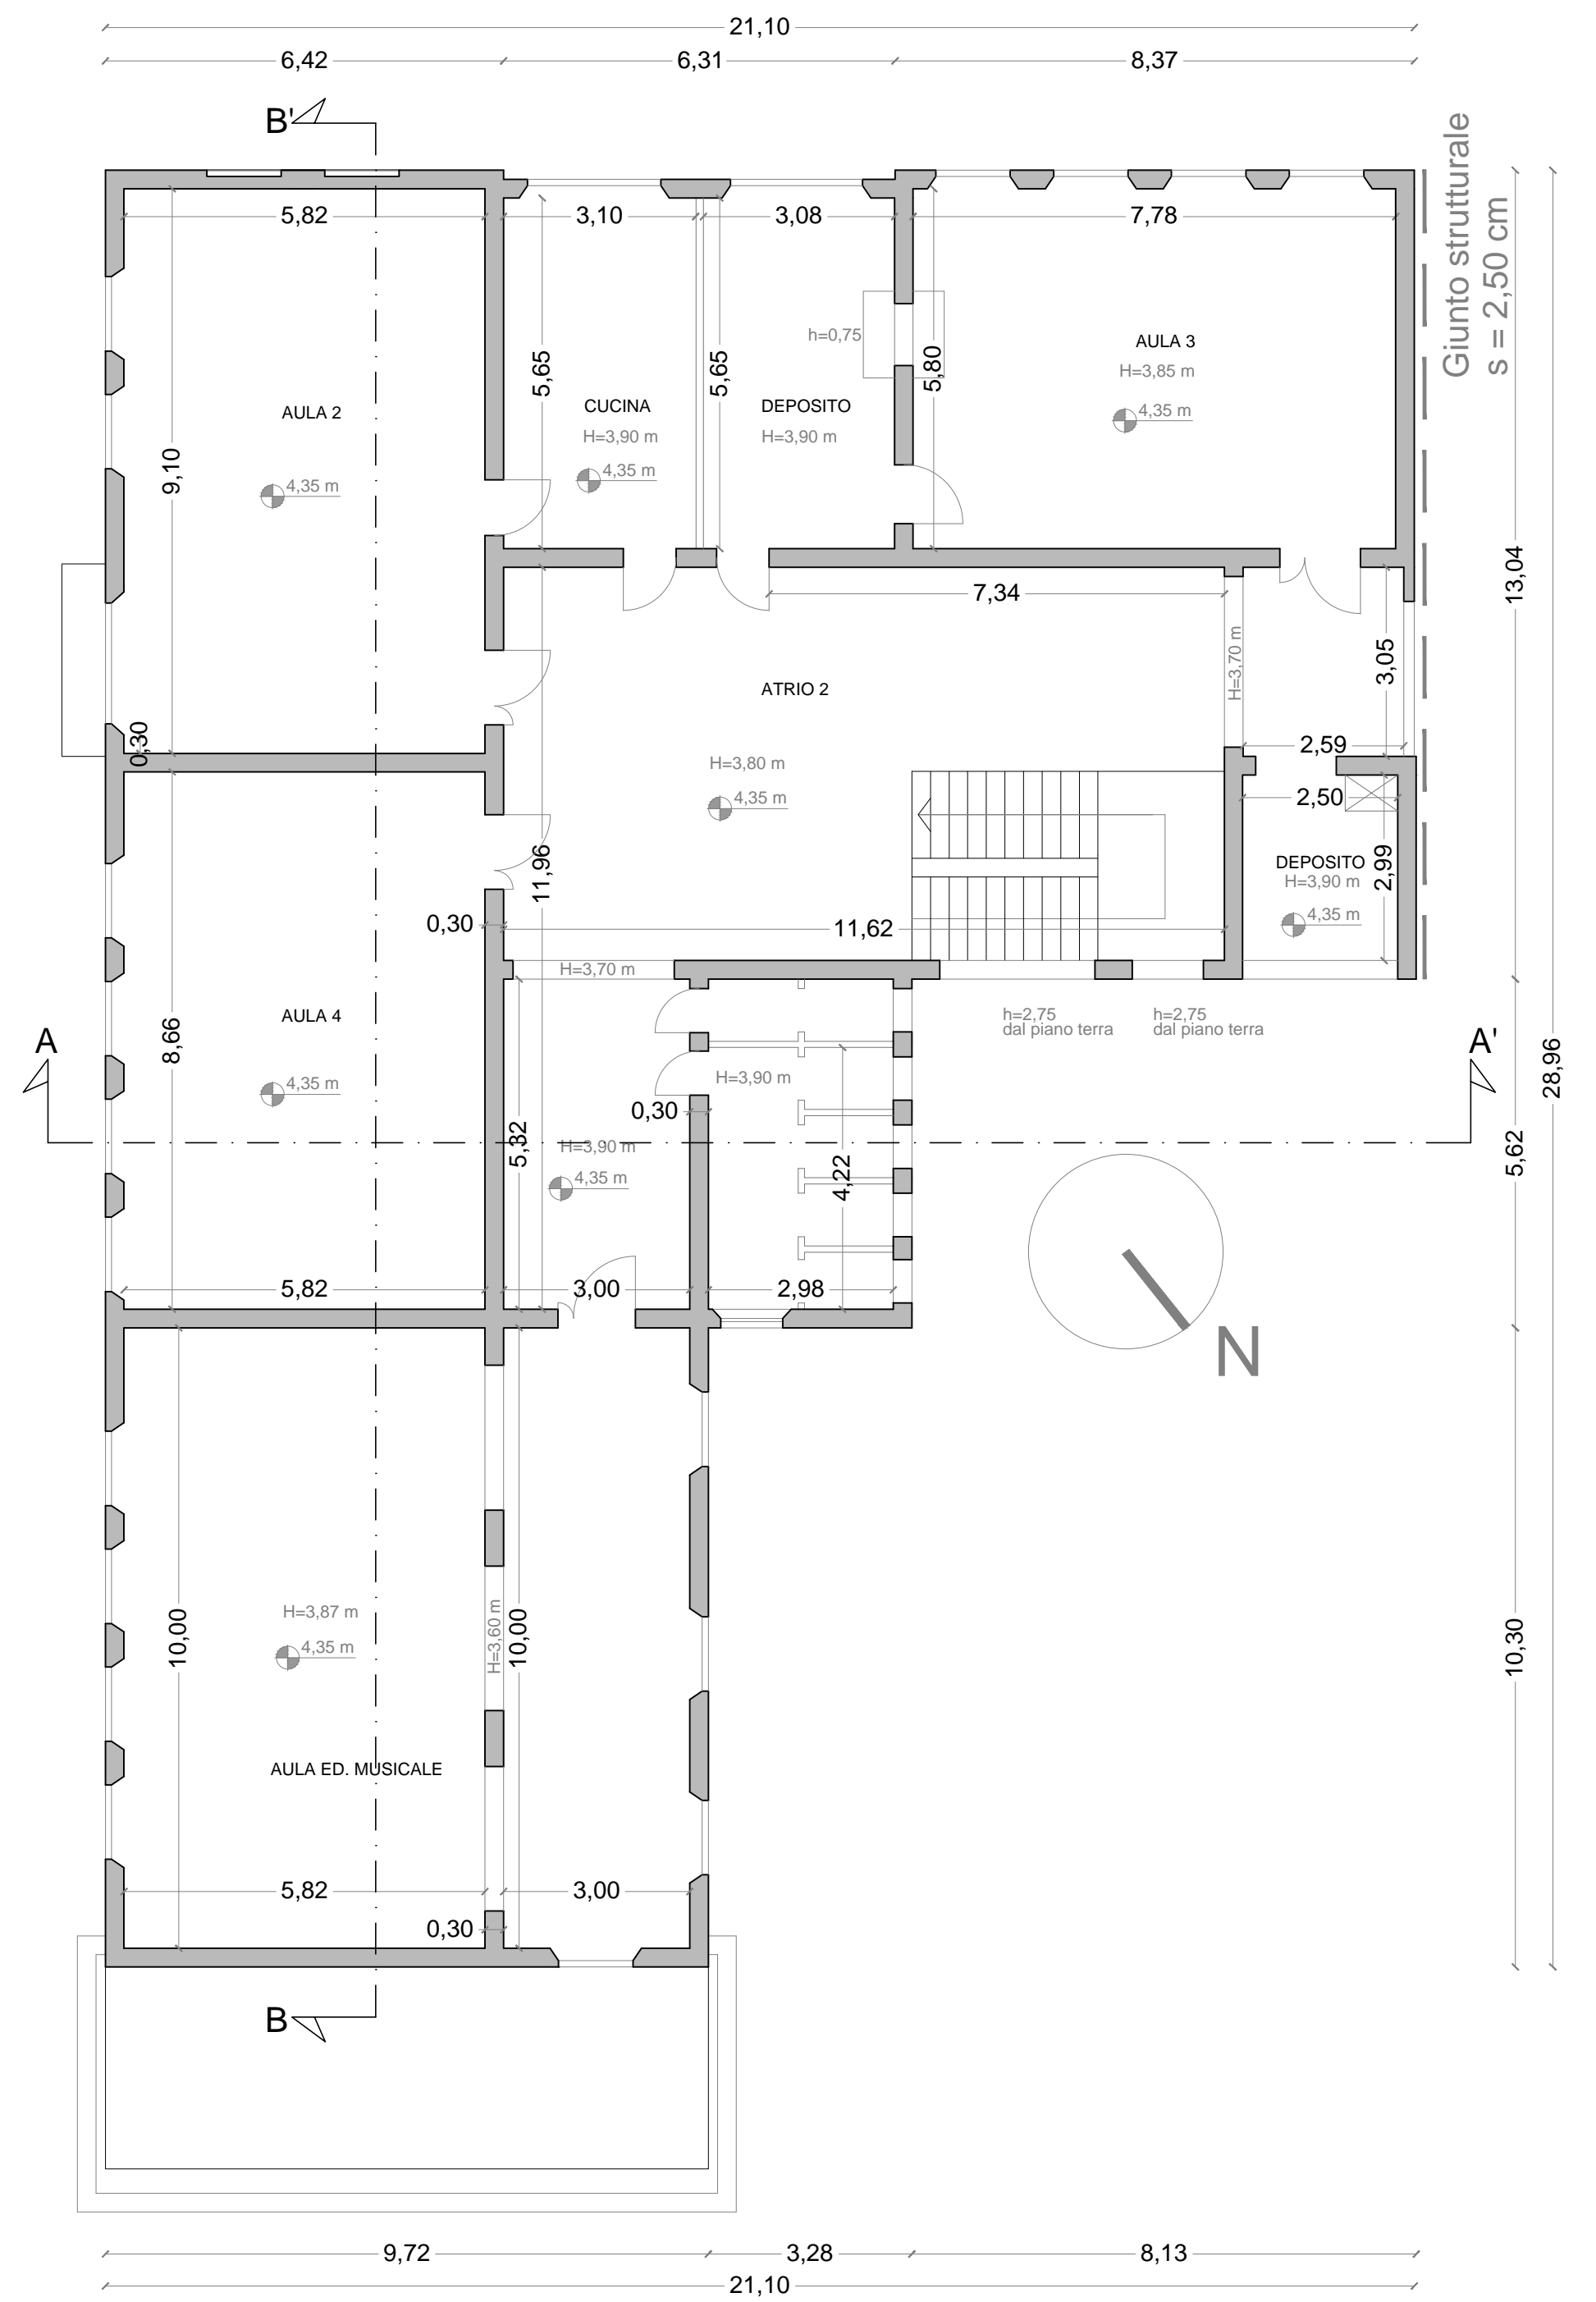 21,10
6,42
6,31
8,37
B'
Giunto strutturale
s = 2,50 cm
5,82
3,10
3,08
7,78
h=0,75
AULA 3
H=3,85 m
4,35 m
5,65
5,65
5,80
AULA 2
CUCINA
H=3,90 m
4,35 m
DEPOSITO
H=3,90 m
9,10
4,35 m
13,04
7,34
H=3,70 m
3,05
ATRIO 2
0,30
H=3,80 m
4,35 m
2,59
2,50
DEPOSITO
H=3,90 m
4,35 m
2,99
11,96
0,30
11,62
H=3,70 m
AULA 4
8,66
4,35 m
h=2,75
dal piano terra
h=2,75
dal piano terra
A
A'
28,96
H=3,90 m
0,30
5,32
H=3,90 m
4,35 m
4,22
5,62
5,82
3,00
2,98
N
H=3,87 m
4,35 m
10,00
H=3,60 m
10,00
10,30
AULA ED. MUSICALE
5,82
3,00
0,30
B
9,72
3,28
8,13
21,10